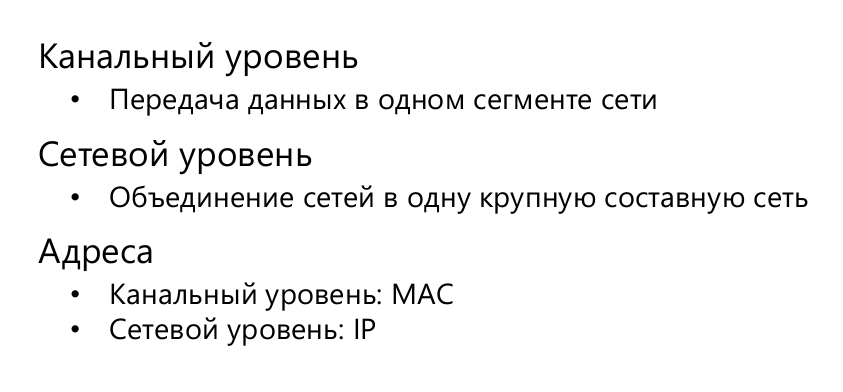 Канальный уровень
• Передача данных в одном сегменте сети
Сетевой уровень
• Объединение сетей в одну крупную составную сеть
Адреса
• Канальный уровень: MAC
• Сетевой уровень: IP